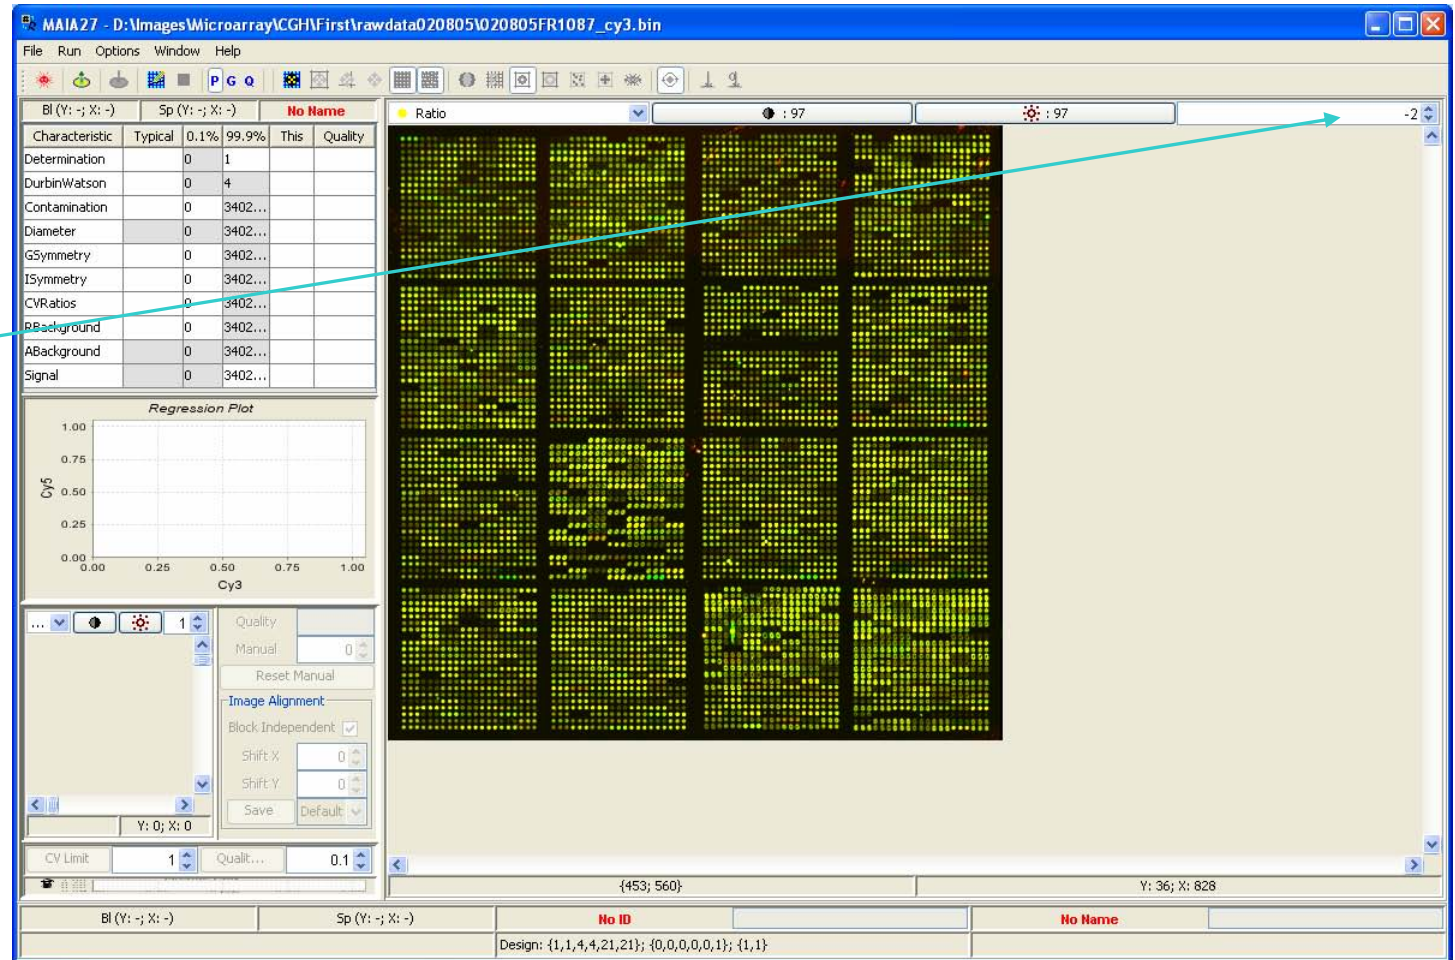 MAIA27 - D:\Images\Microarray\CGH\First\rawdata020805\020805FR1087_cy3.bin
File Run Options Window Help
P G Q
Bl (Y: -; X: -) Sp (Y: -; X: -) No Name
Ratio : 97 : 97 -2
Characteristic Typical 0.1% 99.9% This Quality
Determination 0 1
DurbinWatson 0 4
Contamination 0 3402...
Diameter 0 3402...
GSymmetry 0 3402...
ISymmetry 0 3402...
CVRatios 0 3402...
RBackground 0 3402...
ABackground 0 3402...
Signal 0 3402...
Regression Plot
1.00
0.75
0.50
0.25
0.00
Cy5
0.00 0.25 0.50 0.75 1.00
Cy3
... 1
Quality
Manual 0
Reset Manual
Image Alignment
Block Independent
Shift X 0
Shift Y 0
Save Default
Y: 0; X: 0
CV Limit 1 Qualit... 0.1
{453; 560} Y: 36; X: 828
Bl (Y: -; X: -) Sp (Y: -; X: -) No ID No Name
Design: {1,1,4,4,21,21}; {0,0,0,0,0,1}; {1,1}